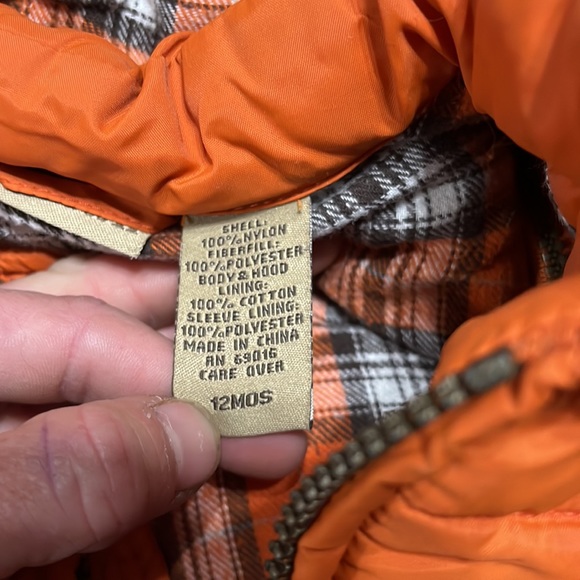 SHELL:
100%NYLON
FIBERFILL:
100%POLYESTER
BODY & HOOD
LINING:
100% COTTON
SLEEVE LINING:
100%POLYESTER
MADE IN CHINA
RN 69016
CARE OVER
12MOS